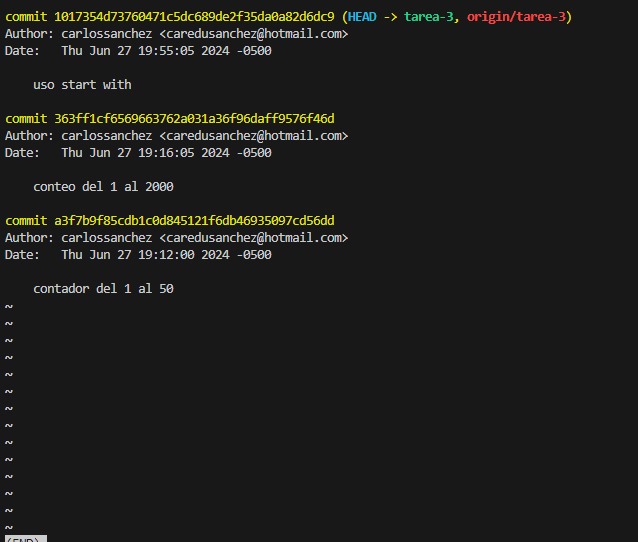 commit 1017354d73760471c5dc689de2f35da0a82d6dc9 (HEAD -> tarea-3, origin/tarea-3)
Author: carlossanchez <caredusanchez@hotmail.com>
Date:   Thu Jun 27 19:55:05 2024 -0500

    uso start with

commit 363ff1cf6569663762a031a36f96daff9576f46d
Author: carlossanchez <caredusanchez@hotmail.com>
Date:   Thu Jun 27 19:16:05 2024 -0500

    conteo del 1 al 2000

commit a3f7b9f85cdb1c0d845121f6db46935097cd56dd
Author: carlossanchez <caredusanchez@hotmail.com>
Date:   Thu Jun 27 19:12:00 2024 -0500

    contador del 1 al 50
~
~
~
~
~
~
~
~
~
~
~
~
~
~
(END)